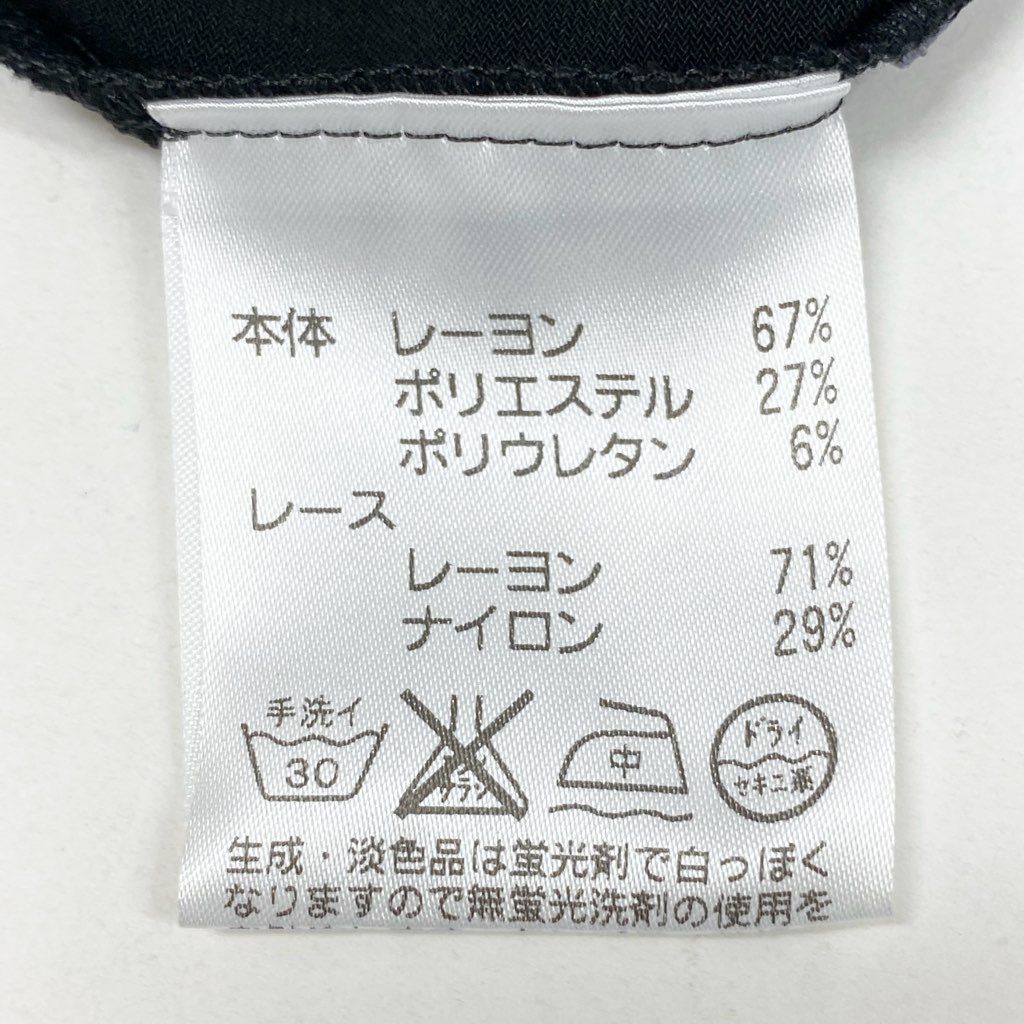 本体 レーヨン 67%
ポリエステル 27%
ポリウレタン 6%
レース
レーヨン 71%
ナイロン 29%
手洗イ
30
サラシ
中
ドライ
セキユ系
生成・淡色品は蛍光剤で白っぽく
なりますので無蛍光洗剤の使用を